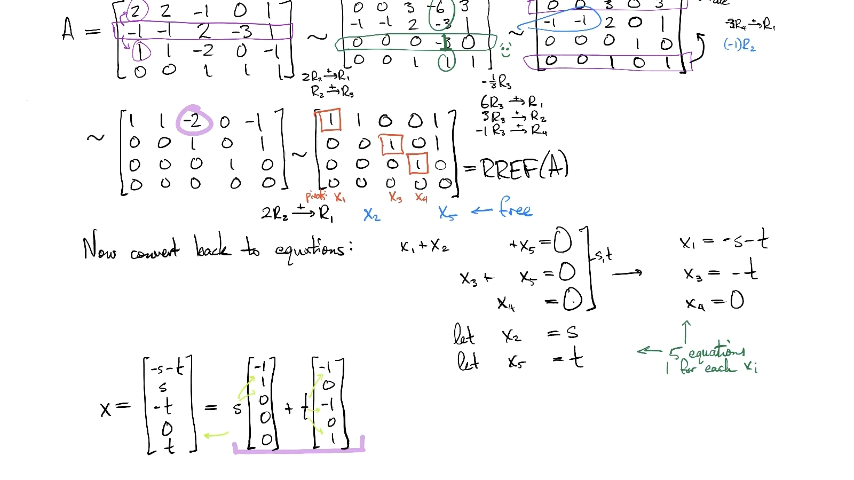 2 2 -1 0 1
A = -1 -1 2 -3 1
1 1 -2 0 -1
0 0 1 1 1
2R₂ → R₁
R₂ → R₃
~ 0 0 3 -6 3
-1 -1 2 -3 1
0 0 0 -3 0
0 0 1 1 1
-⅓R₃
6R₃ → R₁
3R₃ → R₂
-1R₃ → R₄
~ 0 0 3 0 3
-1 -1 2 0 1
0 0 0 1 0
0 0 1 0 1
-3R₄ → R₁
(-1)R₂
~ 1 1 -2 0 -1
0 0 1 0 1
0 0 0 1 0
0 0 0 0 0
2R₂ → R₁
~ 1 1 0 0 1
0 0 1 0 1
0 0 0 1 0
0 0 0 0 0
= RREF(A)
pivots: x₁ x₃ x₄
x₂ x₅ ← free
Now convert back to equations:
x₁+x₂ +x₅ = 0
x₃ + x₅ = 0
x₄ = 0
s,t →
x₁ = -s-t
x₃ = -t
x₄ = 0
let x₂ = s
let x₅ = t
← 5 equations
1 for each xᵢ
x = [-s-t s -t 0 t] = s [-1 1 0 0 0] + t [-1 0 -1 0 1]